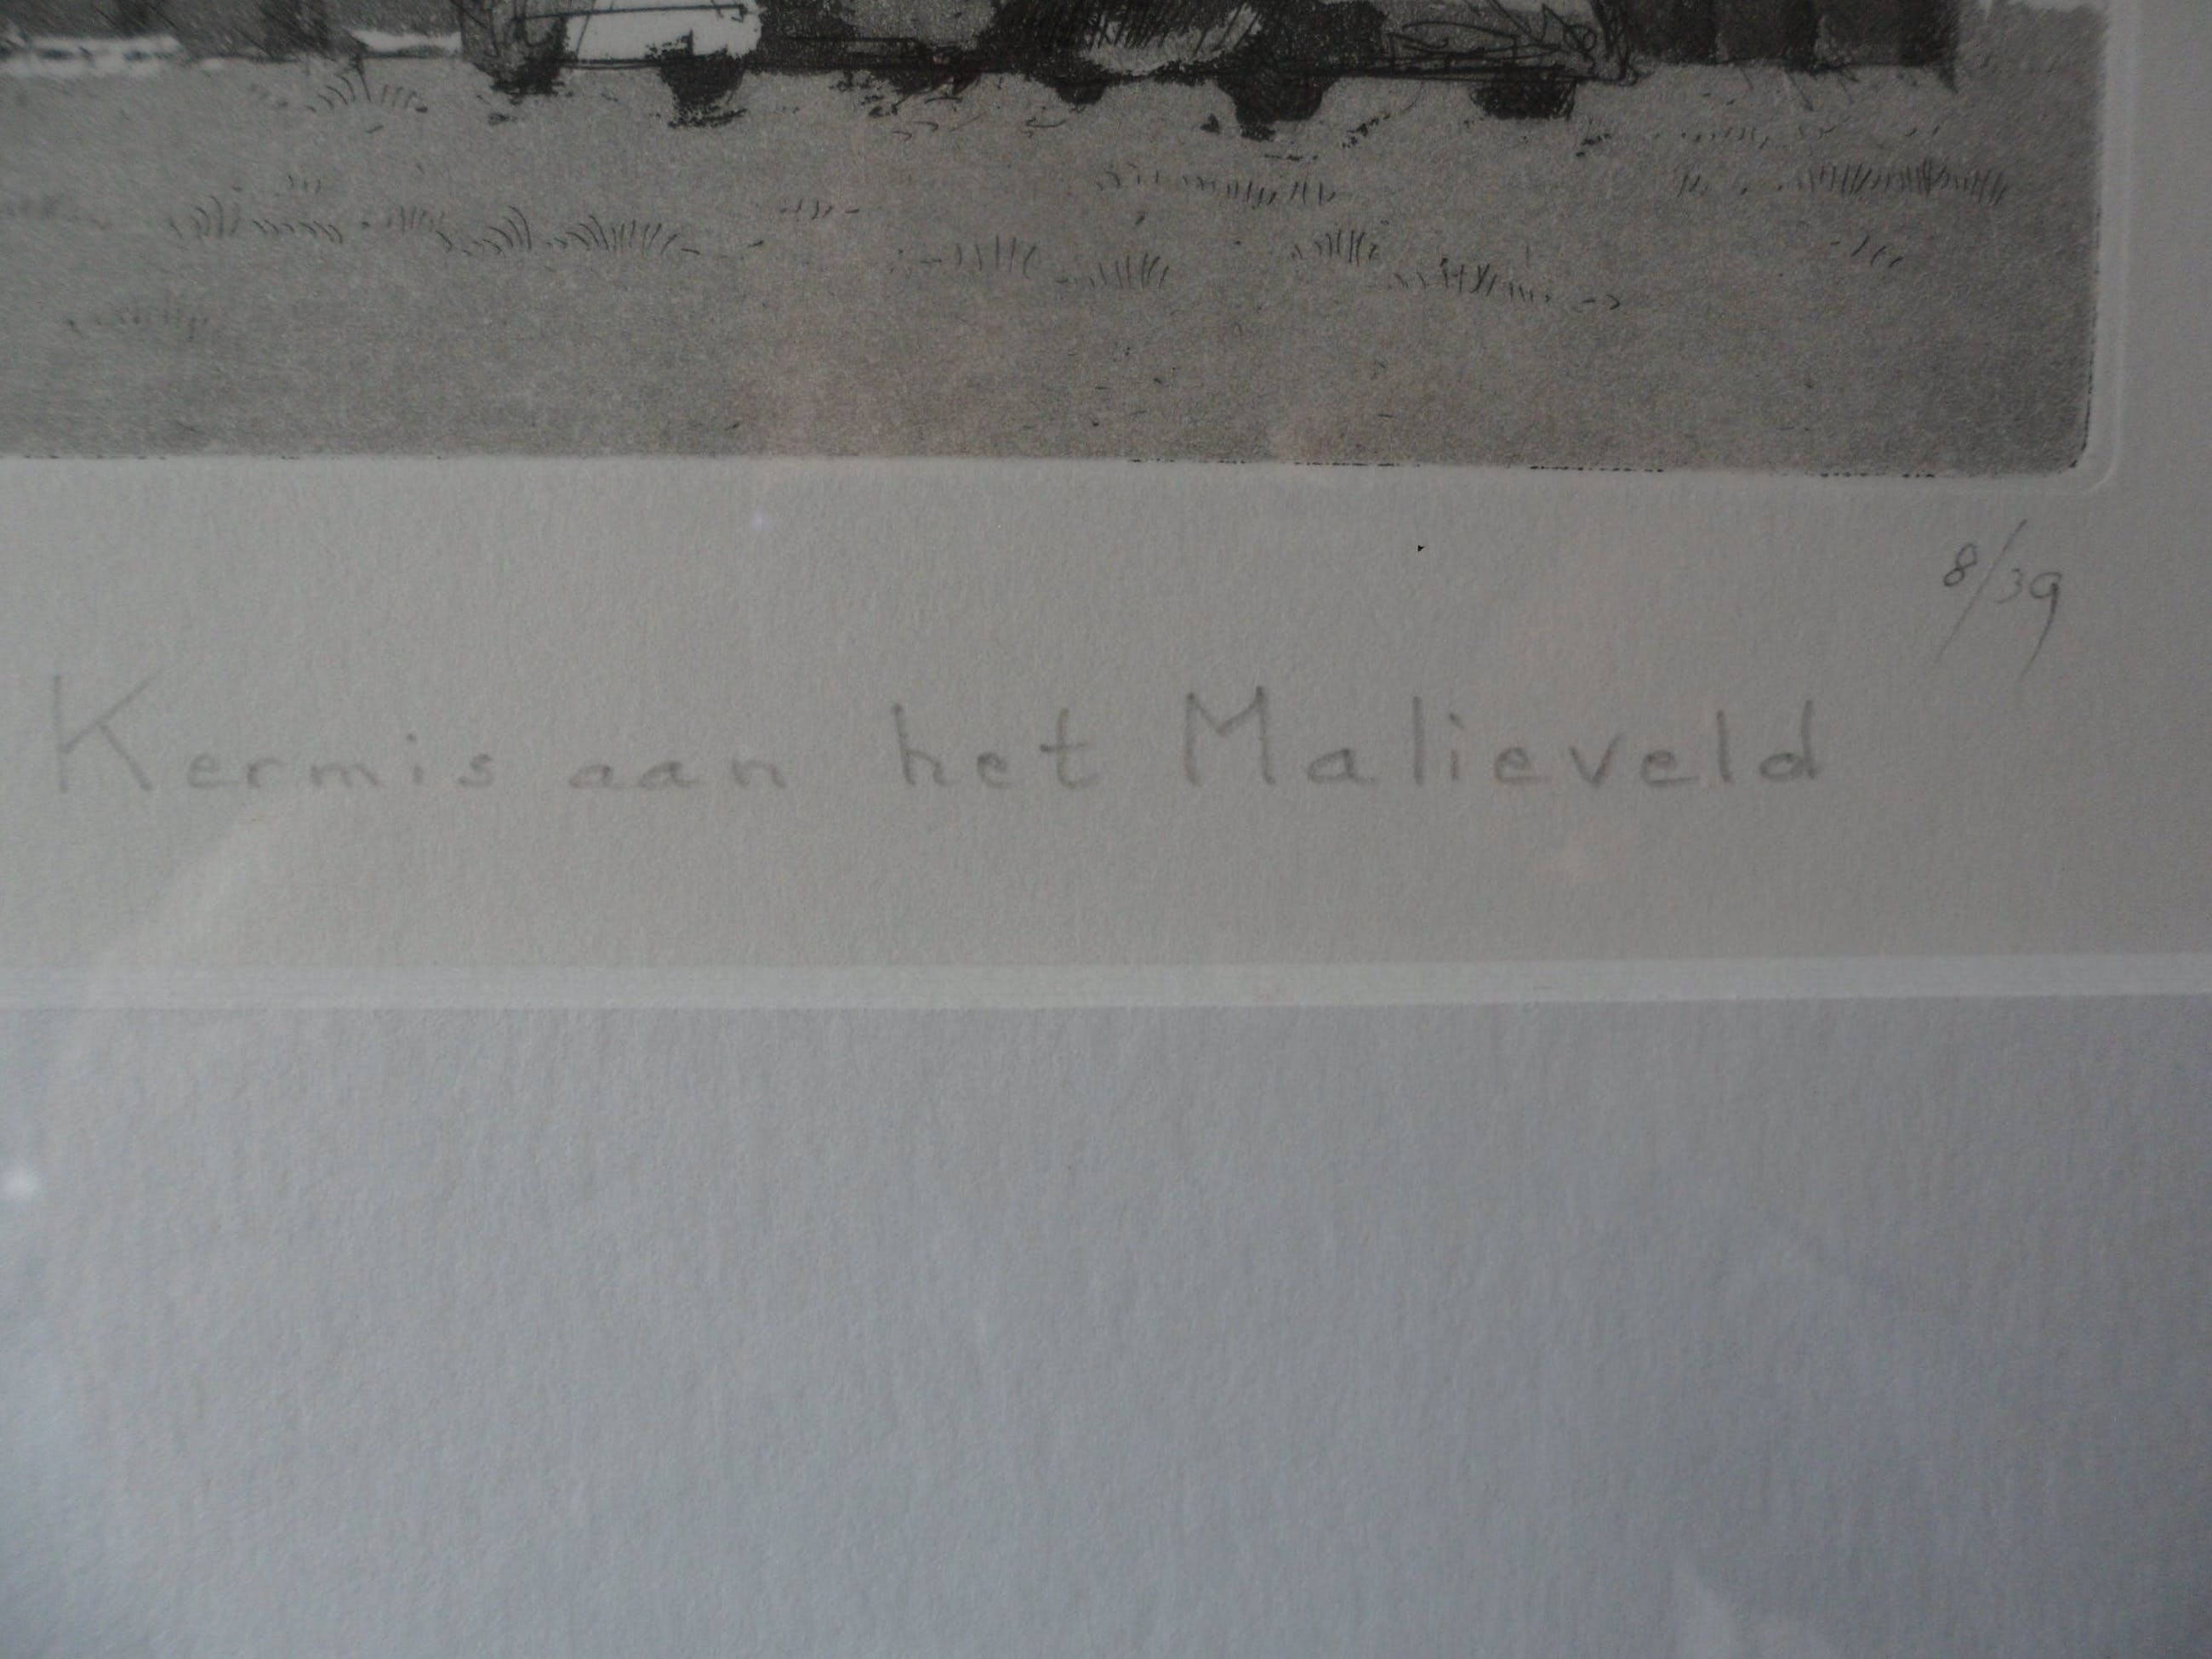 8/39
Kermis aan het Malieveld